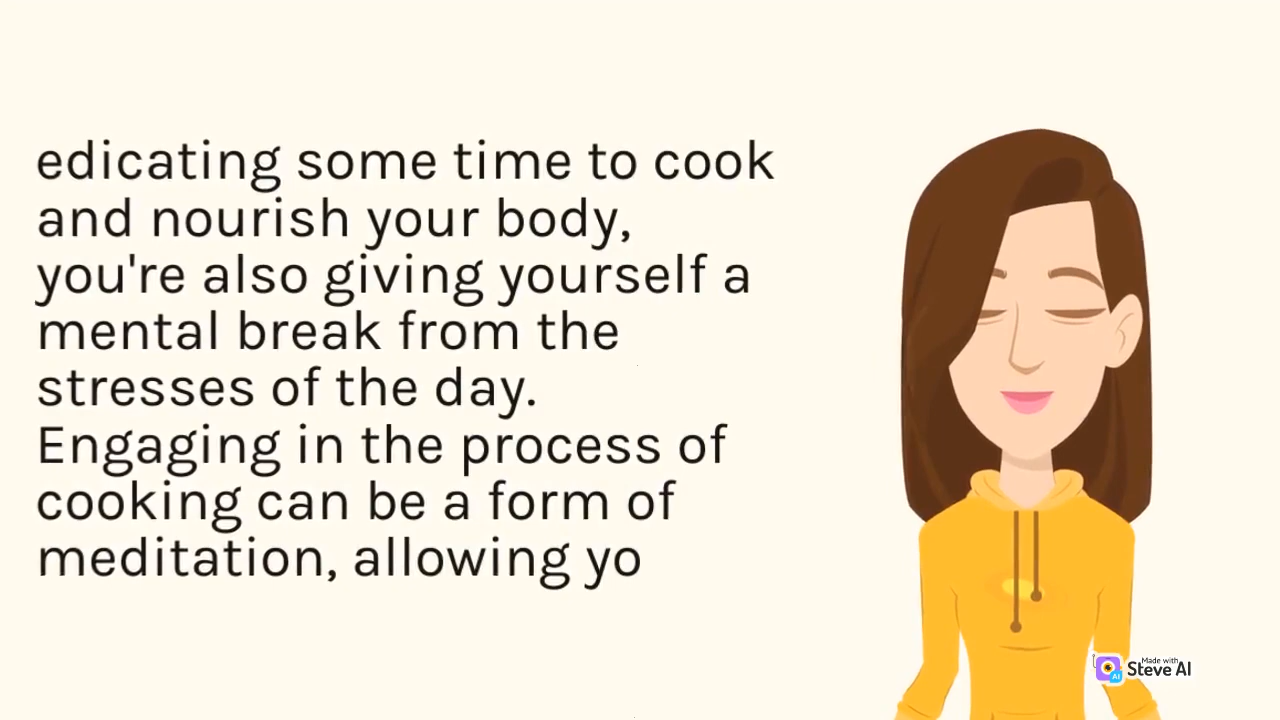 edicating some time to cook
and nourish your body,
you're also giving yourself a
mental break from the
stresses of the day.
Engaging in the process of
cooking can be a form of
meditation, allowing yo
Made with
Steve AI
AI